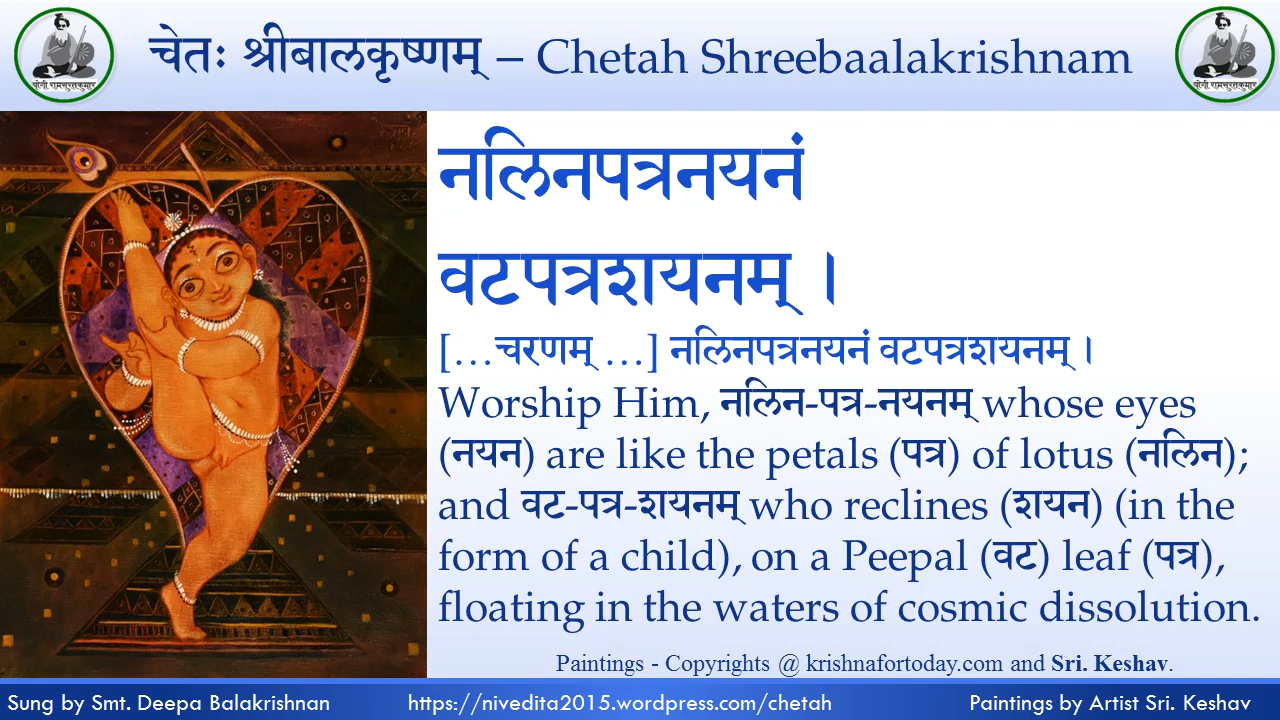 चेतः श्रीबालकृष्णम् – Chetah Shreebaalakrishnam
योगी रामसुरतकुमार
योगी रामसुरतकुमार
नलिनपत्रनयनं
वटपत्रशयनम् ।
[…चरणम् …] नलिनपत्रनयनं वटपत्रशयनम् ।
Worship Him, नलिन-पत्र-नयनम् whose eyes
(नयन) are like the petals (पत्र) of lotus (नलिन);
and वट-पत्र-शयनम् who reclines (शयन) (in the
form of a child), on a Peepal (वट) leaf (पत्र),
floating in the waters of cosmic dissolution.
Paintings - Copyrights @ krishnafortoday.com and Sri. Keshav.
Sung by Smt. Deepa Balakrishnan https://nivedita2015.wordpress.com/chetah Paintings by Artist Sri. Keshav